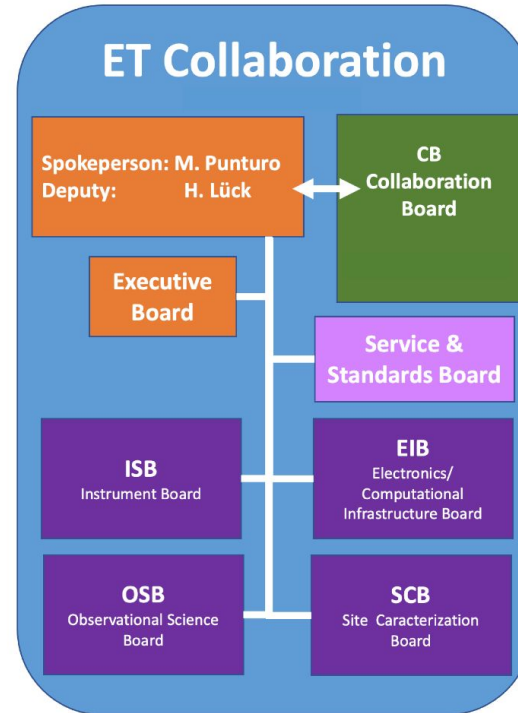 ET Collaboration
Spokeperson: M. Punturo
Deputy: H. Lück
CB
Collaboration
Board
Executive
Board
Service &
Standards Board
ISB
Instrument Board
EIB
Electronics/
Computational
Infrastructure Board
OSB
Observational Science
Board
SCB
Site Caracterization
Board